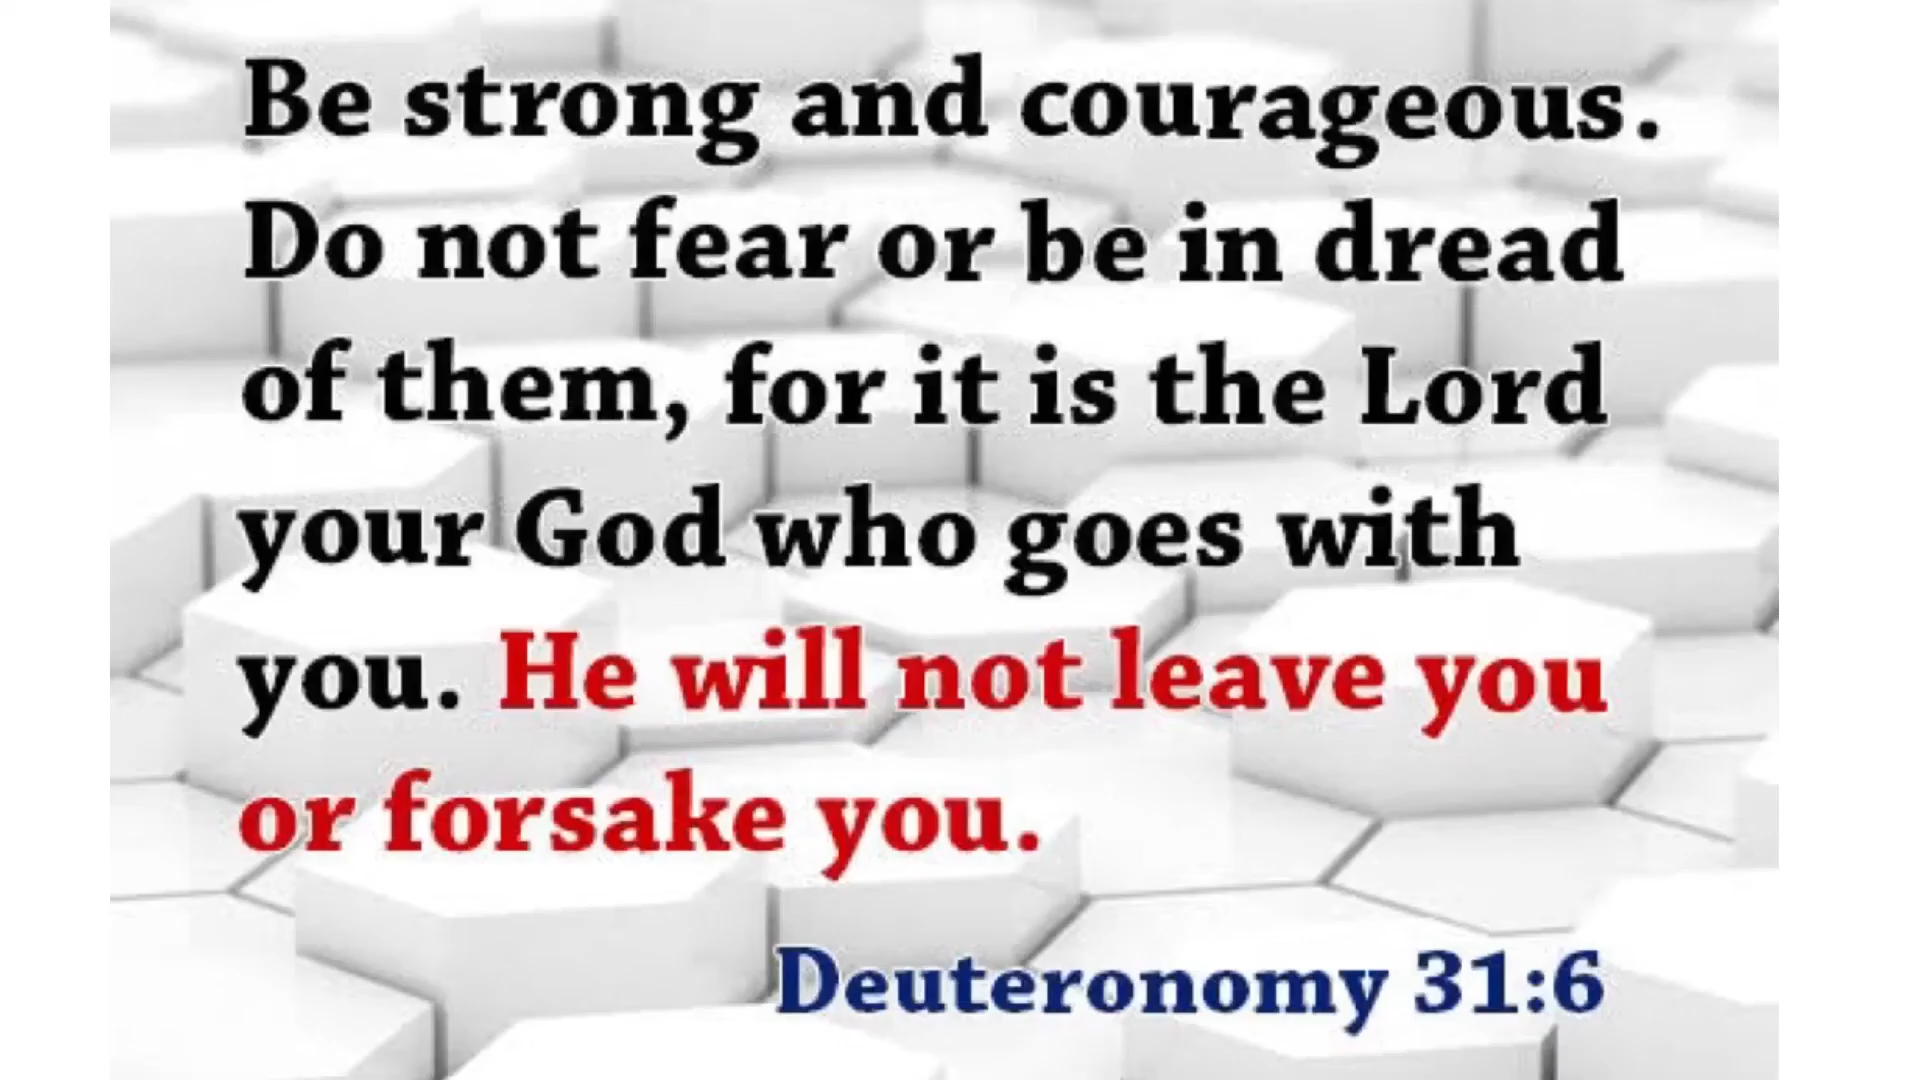 Be strong and courageous.
Do not fear or be in dread
of them, for it is the Lord
your God who goes with
you. He will not leave you
or forsake you.
Deuteronomy 31:6